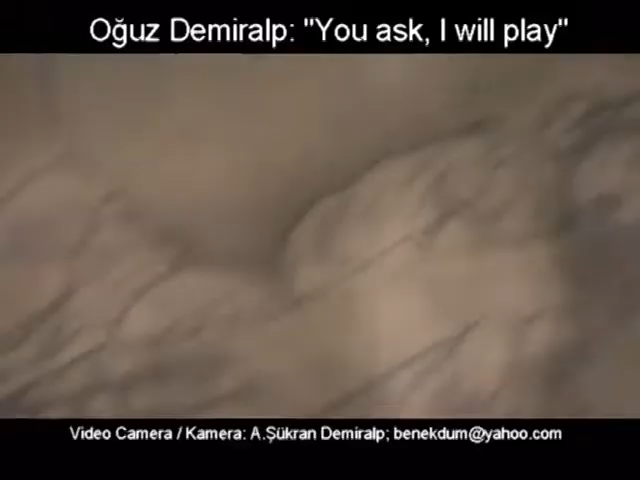 Oğuz Demiralp: "You ask, I will play"
Video Camera / Kamera: A.Şükran Demiralp; benekdum@yahoo.com